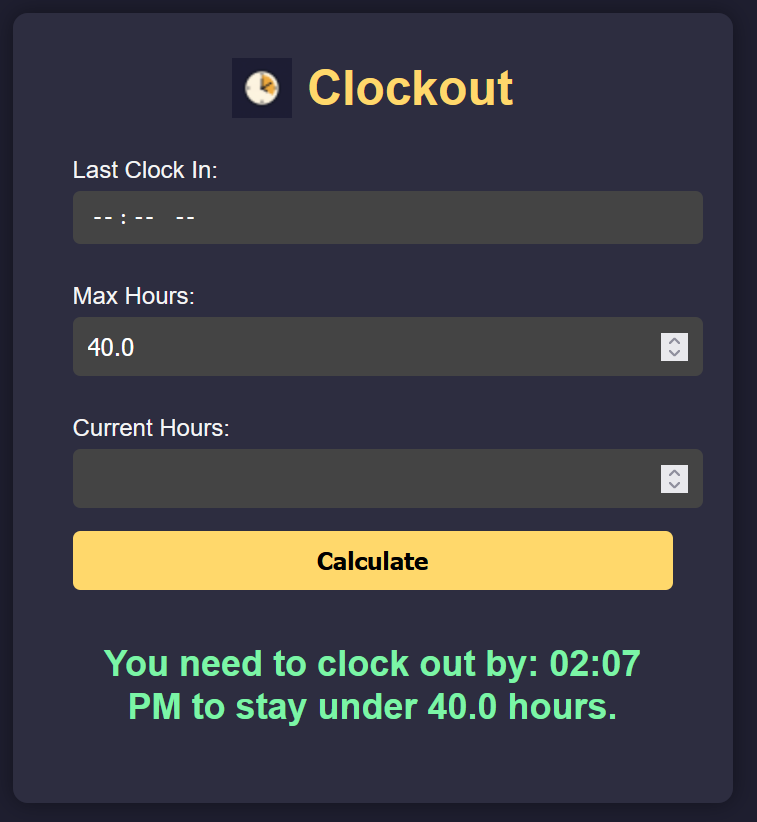 Clockout
Last Clock In:
--:-- --
Max Hours:
40.0
Current Hours:
Calculate
You need to clock out by: 02:07
PM to stay under 40.0 hours.